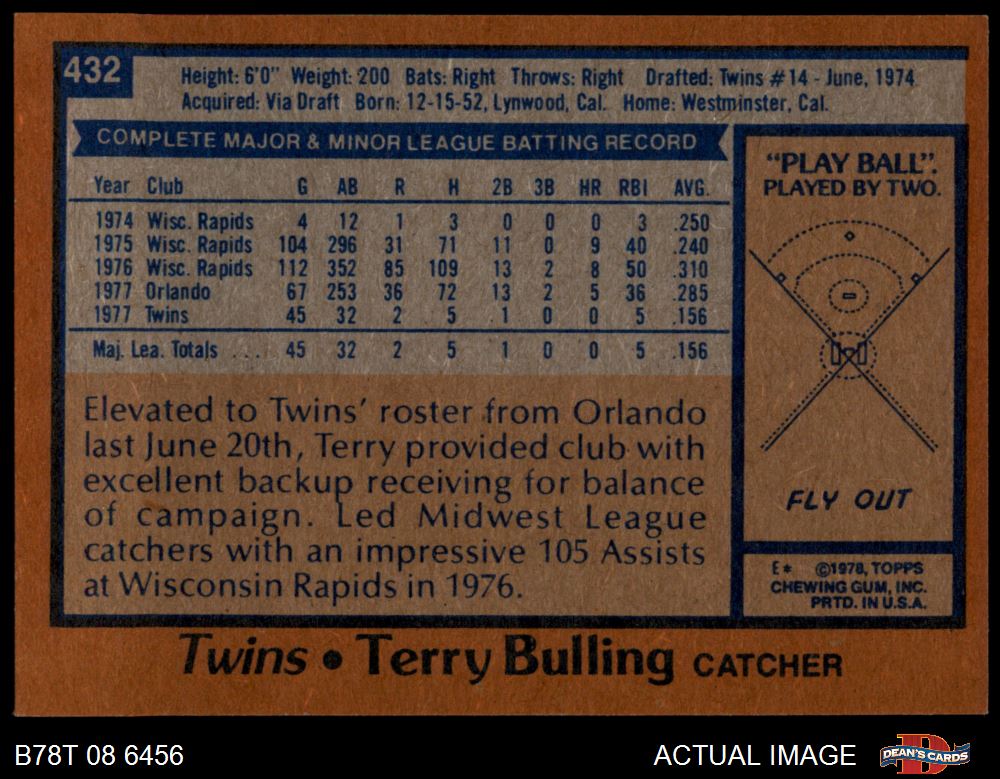 432
Height: 6'0" Weight: 200 Bats: Right Throws: Right Drafted: Twins #14 - June, 1974
Acquired: Via Draft Born: 12-15-52, Lynwood, Cal. Home: Westminster, Cal.
COMPLETE MAJOR & MINOR LEAGUE BATTING RECORD
Year Club G AB R H 2B 3B HR RBI AVG.
1974 Wisc. Rapids 4 12 1 3 0 0 0 3 .250
1975 Wisc. Rapids 104 296 31 71 11 0 9 40 .240
1976 Wisc. Rapids 112 352 85 109 13 2 8 50 .310
1977 Orlando 67 253 36 72 13 2 5 36 .285
1977 Twins 45 32 2 5 1 0 0 5 .156
Maj. Lea. Totals ... 45 32 2 5 1 0 0 5 .156
Elevated to Twins' roster from Orlando
last June 20th, Terry provided club with
excellent backup receiving for balance
of campaign. Led Midwest League
catchers with an impressive 105 Assists
at Wisconsin Rapids in 1976.
"PLAY BALL".
PLAYED BY TWO.
FLY OUT
E* ©1978, TOPPS
CHEWING GUM, INC.
PRTD. IN U.S.A.
Twins • Terry Bulling CATCHER
B78T 08 6456
ACTUAL IMAGE
DEAN'S CARDS